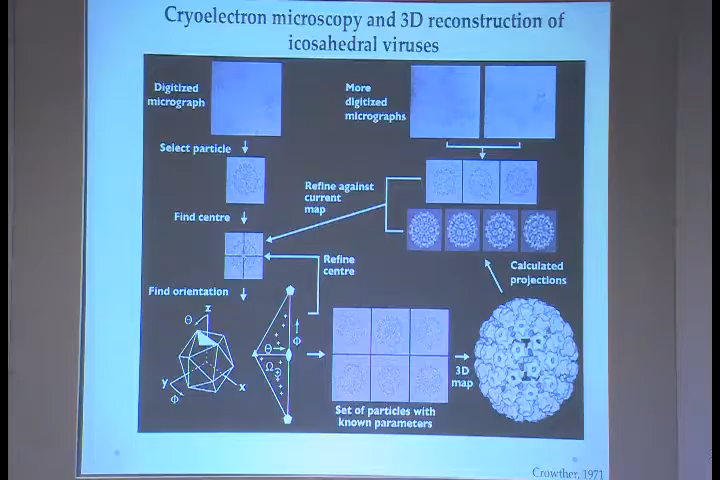 Cryoelectron microscopy and 3D reconstruction of
icosahedral viruses
Digitized
micrograph
More
digitized
micrographs
Select particle
Refine against
current
map
Find centre
Refine
centre
Calculated
projections
Find orientation
Θ
z
y
x
Φ
Θ
Φ
Ω
3D
map
Set of particles with
known parameters
Crowther, 1971